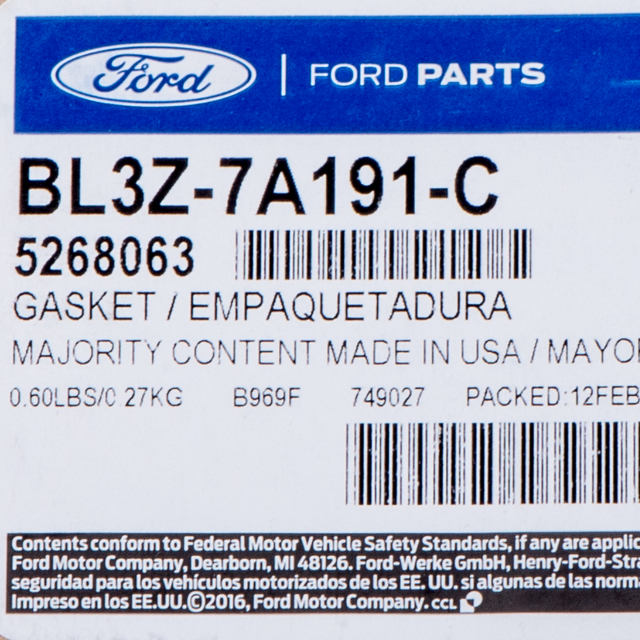 Ford | FORD PARTS
BL3Z-7A191-C
5268063
GASKET / EMPAQUETADURA
MAJORITY CONTENT MADE IN USA / MAYO
0.60LBS/0.27KG B969F 749027 PACKED:12FEB
Contents conform to Federal Motor Vehicle Safety Standards, if any are applic
Ford Motor Company, Dearborn, MI 48126. Ford-Werke GmbH, Henry-Ford-Stra
seguridad para los vehículos motorizados de los EE. UU. si algunas de las norm
Impreso en los EE.UU.©2016, Ford Motor Company. CCL